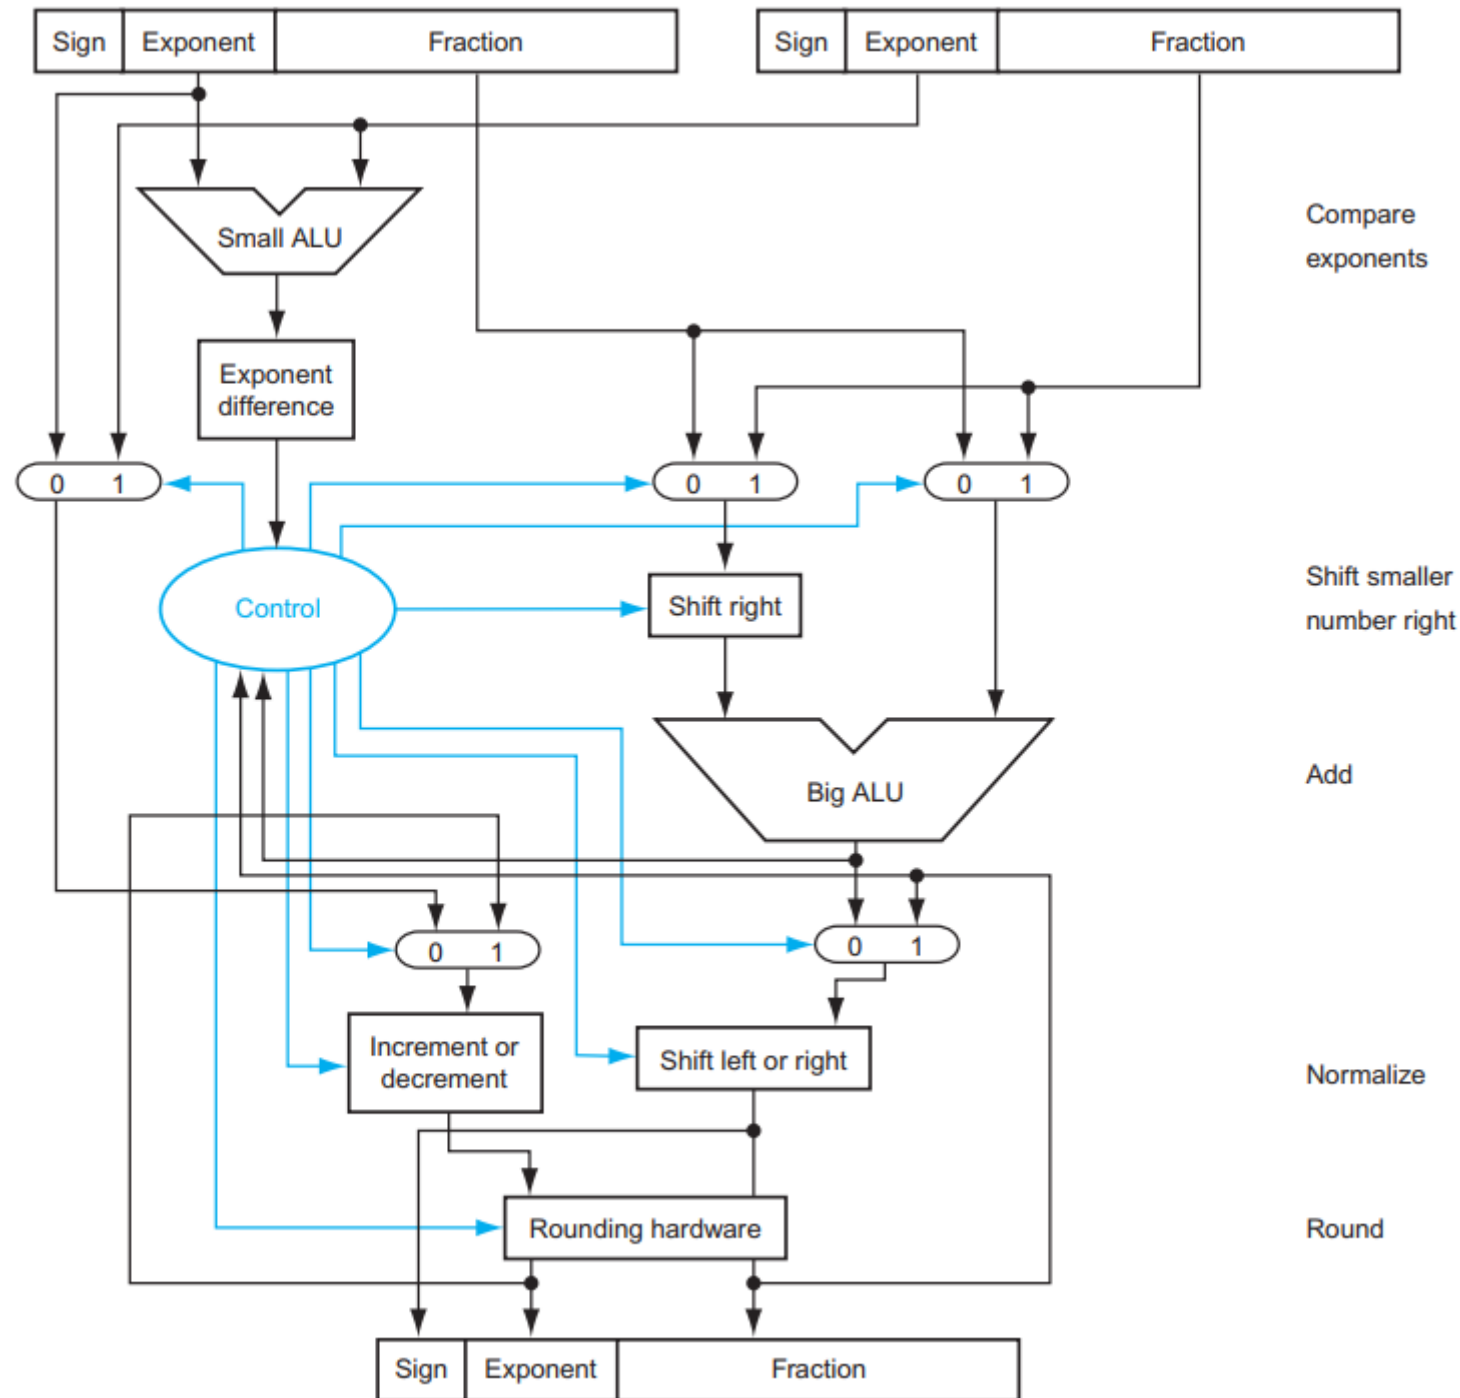 Sign Exponent Fraction Sign Exponent Fraction
Small ALU
Compare
exponents
Exponent
difference
0 1
0 1
0 1
Control
Shift right
Shift smaller
number right
Big ALU
Add
0 1
0 1
Increment or
decrement
Shift left or right
Normalize
Rounding hardware
Round
Sign Exponent Fraction